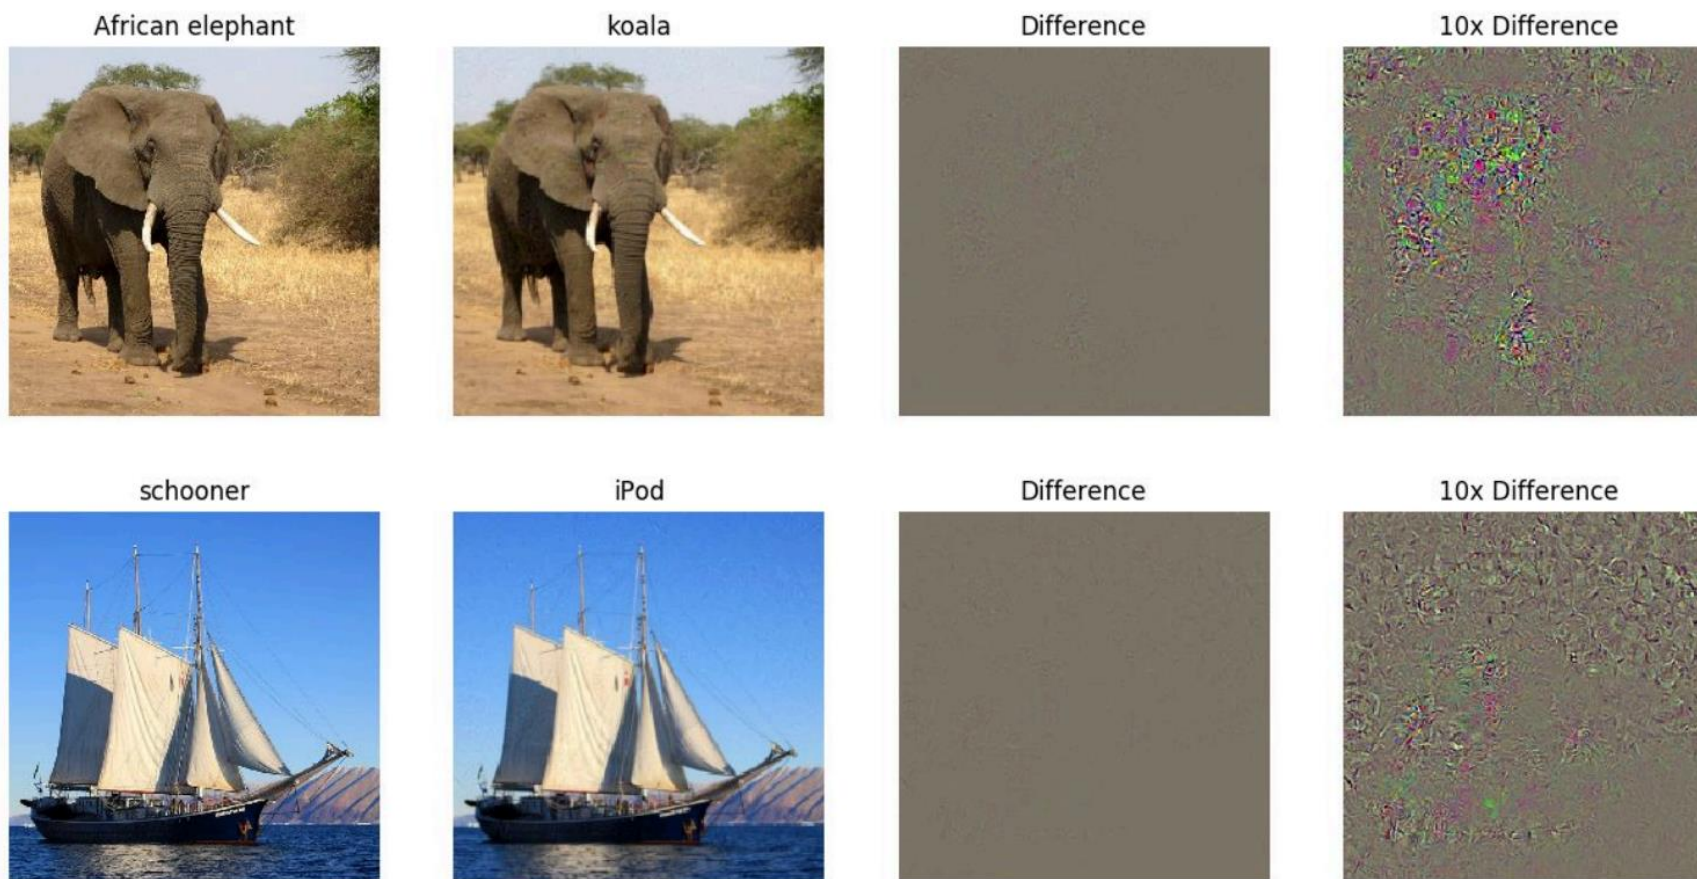 African elephant
koala
Difference
10x Difference
schooner
iPod
Difference
10x Difference